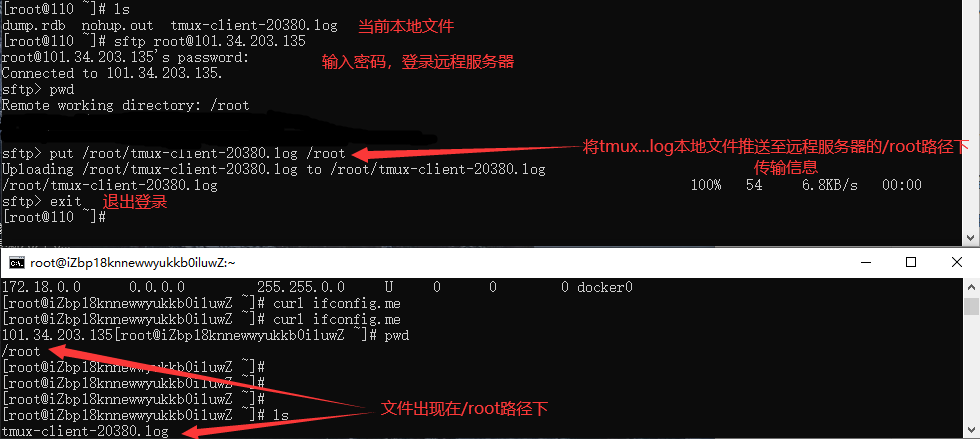 [root@110 ~]# ls
dump.rdb  nohup.out  tmux-client-20380.log 当前本地文件
[root@110 ~]# sftp root@101.34.203.135
root@101.34.203.135's password:
输入密码，登录远程服务器
Connected to 101.34.203.135.
sftp> pwd
Remote working directory: /root
sftp> put /root/tmux-client-20380.log /root 将tmux...log本地文件推送至远程服务器的/root路径下
Uploading /root/tmux-client-20380.log to /root/tmux-client-20380.log 传输信息
/root/tmux-client-20380.log 100% 54 6.8KB/s 00:00
sftp> exit 退出登录
[root@110 ~]#
root@iZbp18knnewwyukkb0iluwZ:~
172.18.0.0 0.0.0.0 255.255.0.0 U 0 0 0 docker0
[root@iZbp18knnewwyukkb0iluwZ ~]# curl ifconfig.me
[root@iZbp18knnewwyukkb0iluwZ ~]# curl ifconfig.me
101.34.203.135[root@iZbp18knnewwyukkb0iluwZ ~]# pwd
/root
[root@iZbp18knnewwyukkb0iluwZ ~]#
[root@iZbp18knnewwyukkb0iluwZ ~]#
[root@iZbp18knnewwyukkb0iluwZ ~]#
文件出现在/root路径下
[root@iZbp18knnewwyukkb0iluwZ ~]# ls
tmux-client-20380.log